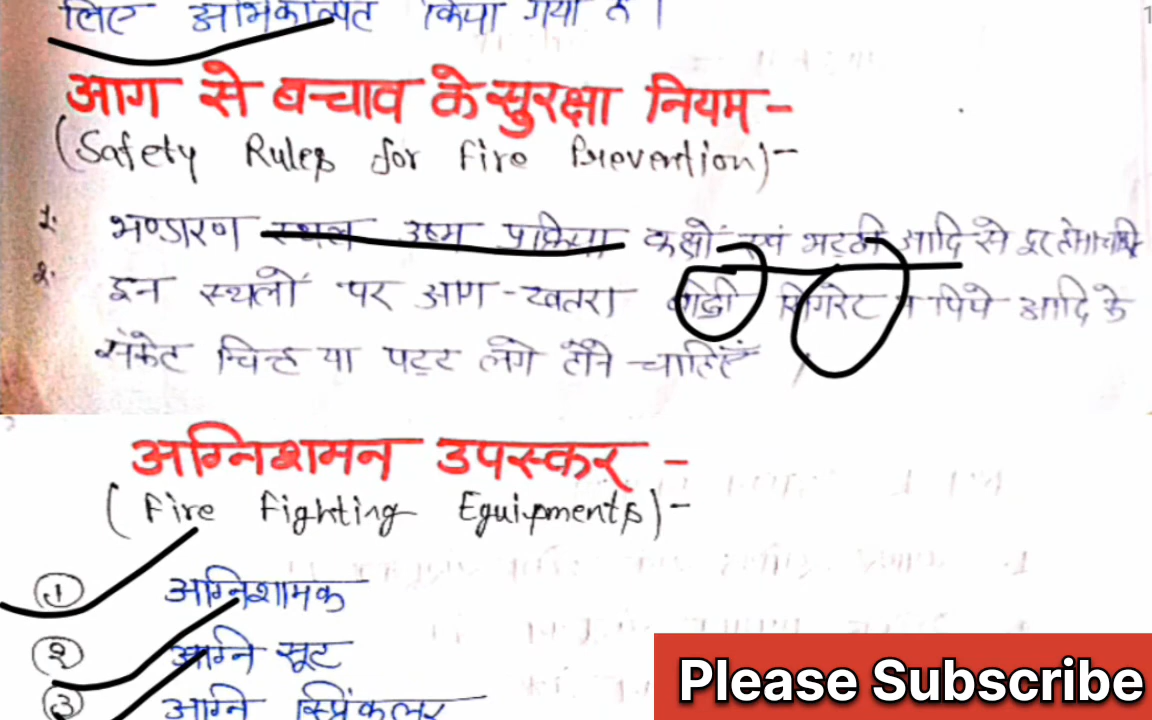 लिए अभिकल्पित किया गया है।
आग से बचाव के सुरक्षा नियम -
(Safety Rules for Fire Prevention)-
1. भण्डारण स्थल उष्म प्रक्रिया कक्षों एवं भट्ठी आदि से दूर होना चाहिए
2. इन स्थलों पर आग-खतरा बीड़ी सिगरेट न पिये आदि के
संकेत चिन्ह या पट्ट लगे होने चाहिएँ
अग्निशमन उपस्कर -
(Fire Fighting Equipments)-
① अग्निशामक
② अग्नि सूट
③ अग्नि स्प्रिंकलर
Please Subscribe